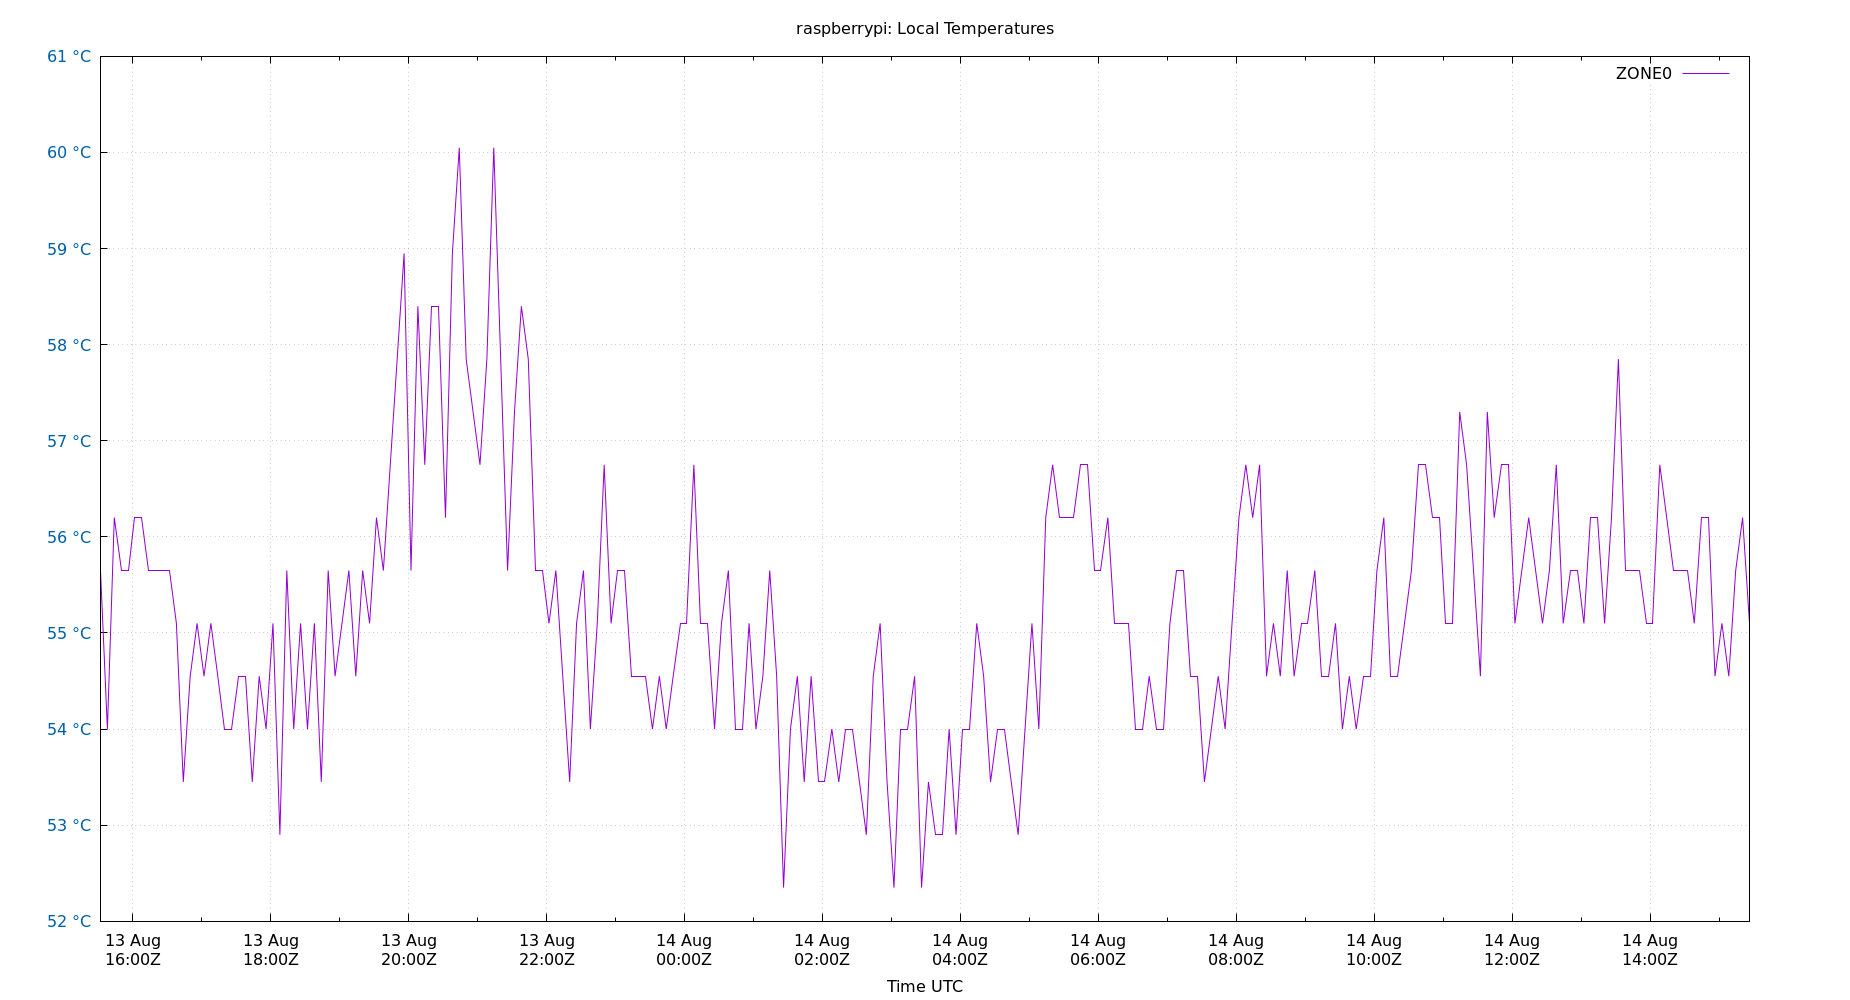 raspberrypi: Local Temperatures
61 °C
ZONE0
60 °C
59 °C
58 °C
57 °C
56 °C
55 °C
54 °C
53 °C
52 °C
13 Aug 13 Aug 13 Aug 13 Aug 14 Aug 14 Aug 14 Aug 14 Aug 14 Aug 14 Aug 14 Aug 14 Aug
16:00Z 18:00Z 20:00Z 22:00Z 00:00Z 02:00Z 04:00Z 06:00Z 08:00Z 10:00Z 12:00Z 14:00Z
Time UTC